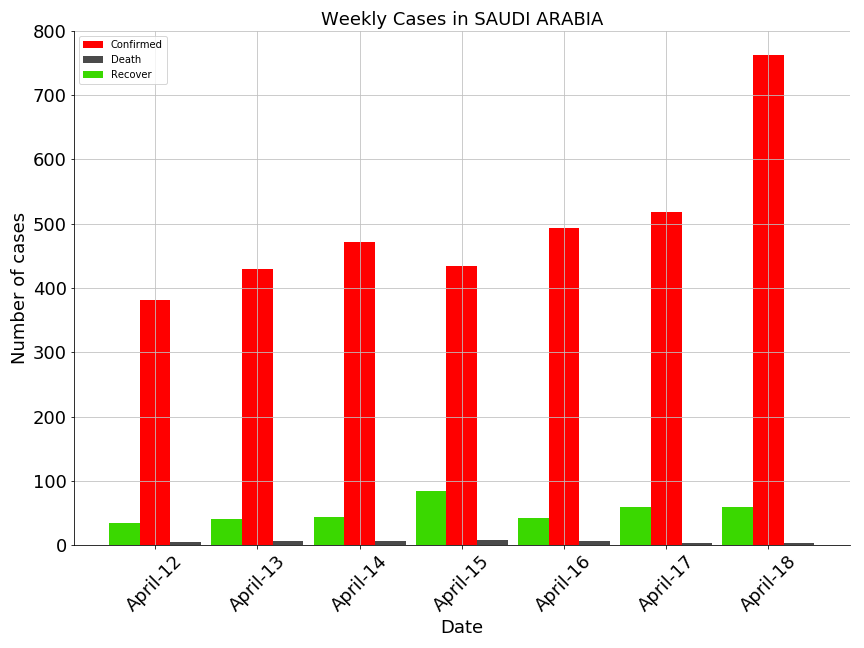 Weekly Cases in SAUDI ARABIA
Confirmed
Death
Recover
800
700
600
500
400
300
200
100
0
Number of cases
April-12
April-13
April-14
April-15
April-16
April-17
April-18
Date